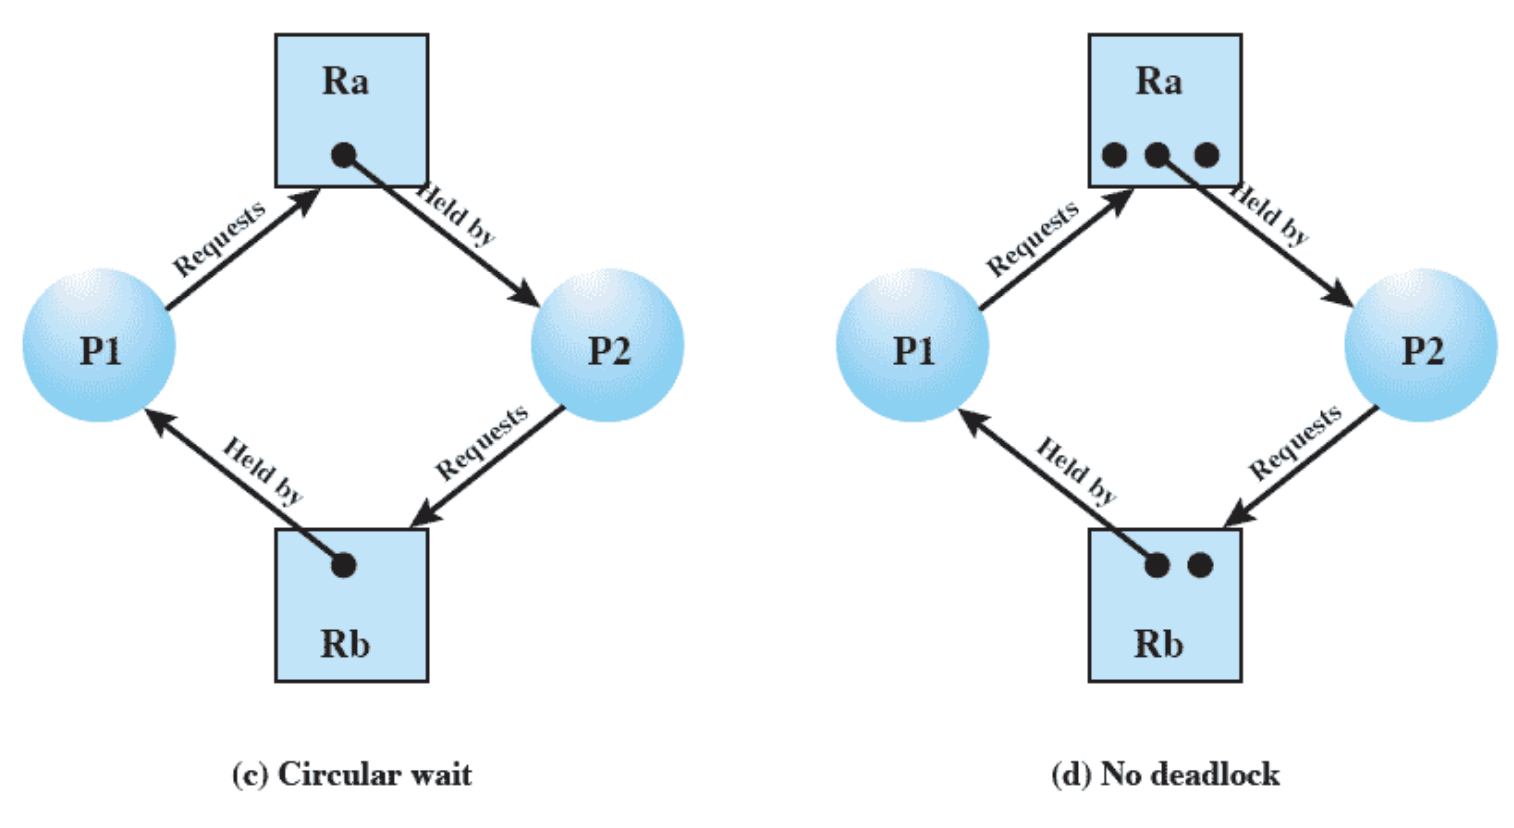 Ra
Requests
Held by
P1
P2
Held by
Requests
Rb
(c) Circular wait
Ra
Requests
Held by
P1
P2
Held by
Requests
Rb
(d) No deadlock